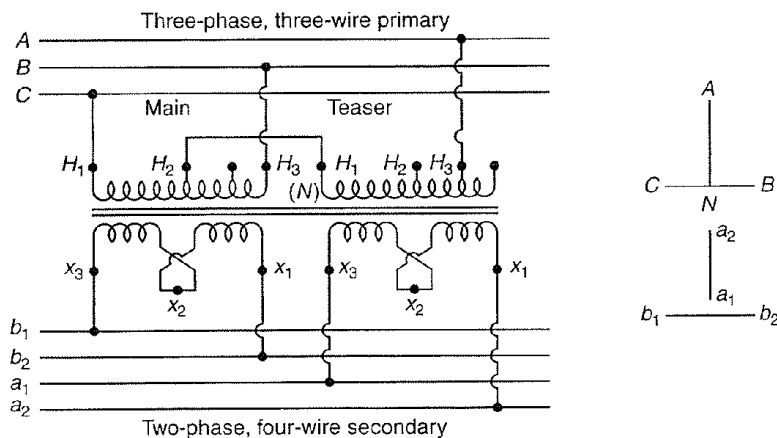 Three-phase, three-wire primary
A
B
C
Main Teaser
H₁ H₂ H₃ H₁ H₂ H₃
(N)
x₃ x₁ x₃ x₁
x₂ x₂
b₁
b₂
a₁
a₂
Two-phase, four-wire secondary
A
C B
N
a₂
a₁
b₁ b₂